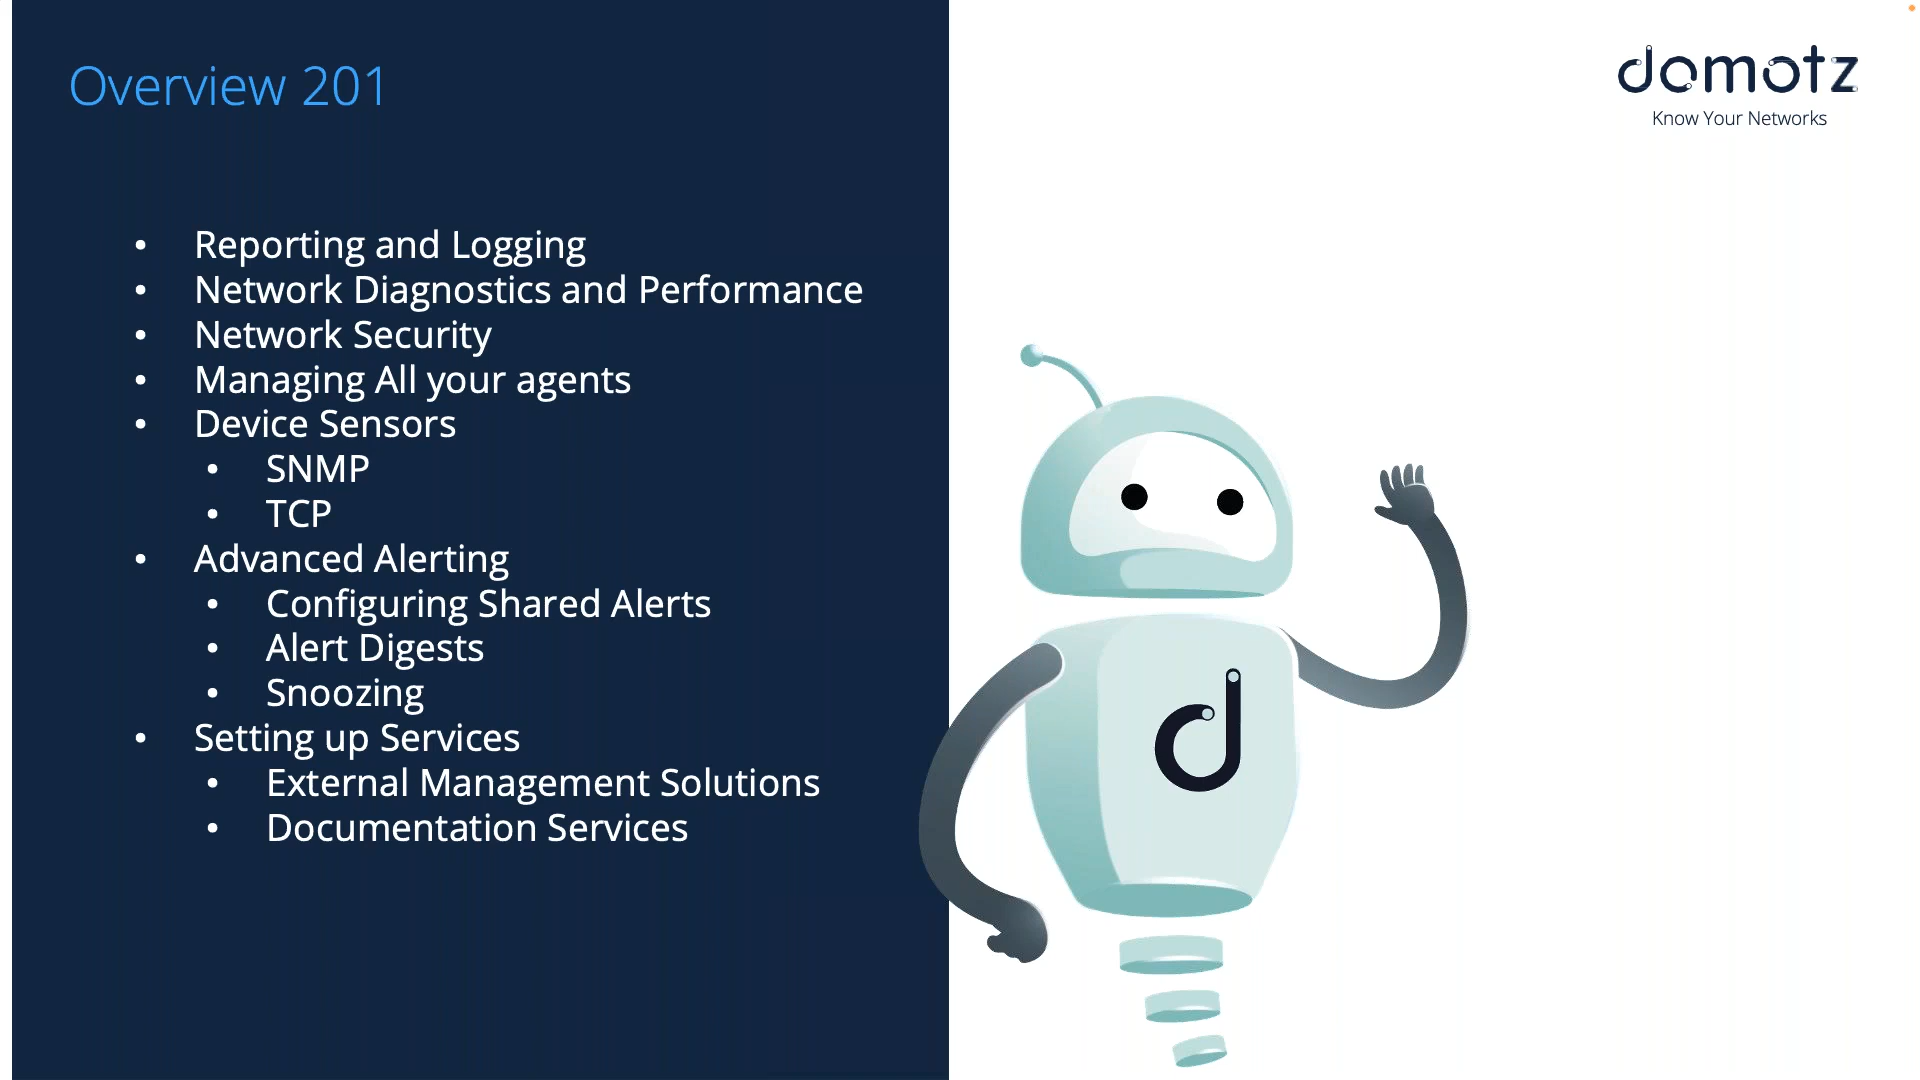 Overview 201
domotz
Know Your Networks
• Reporting and Logging
• Network Diagnostics and Performance
• Network Security
• Managing All your agents
• Device Sensors
• SNMP
• TCP
• Advanced Alerting
• Configuring Shared Alerts
• Alert Digests
• Snoozing
• Setting up Services
• External Management Solutions
• Documentation Services
d